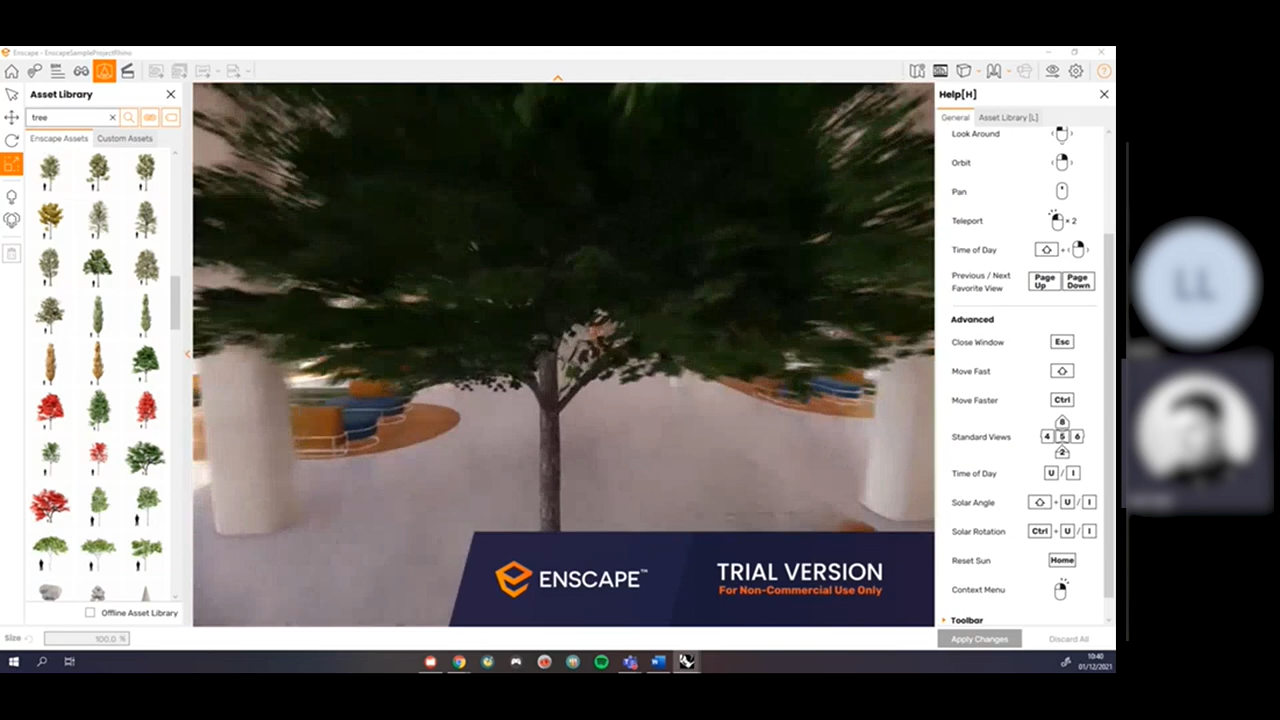 Enscape - EnscapeSampleProjectRhino
Asset Library
tree
Enscape Assets
Custom Assets
Offline Asset Library
Size
100.0 %
ENSCAPE™
TRIAL VERSION
For Non-Commercial Use Only
Help[H]
General
Asset Library [L]
Look Around
Orbit
Pan
Teleport
× 2
Time of Day
+
Previous / Next
Favorite View
Page
Up
Page
Down
Advanced
Close Window
Esc
Move Fast
Move Faster
Ctrl
8
Standard Views
4 5 6
2
Time of Day
U / I
Solar Angle
+ U / I
Solar Rotation
Ctrl + U / I
Reset Sun
Home
Context Menu
Toolbar
Apply Changes
Discard All
10:40
01/12/2021
LL